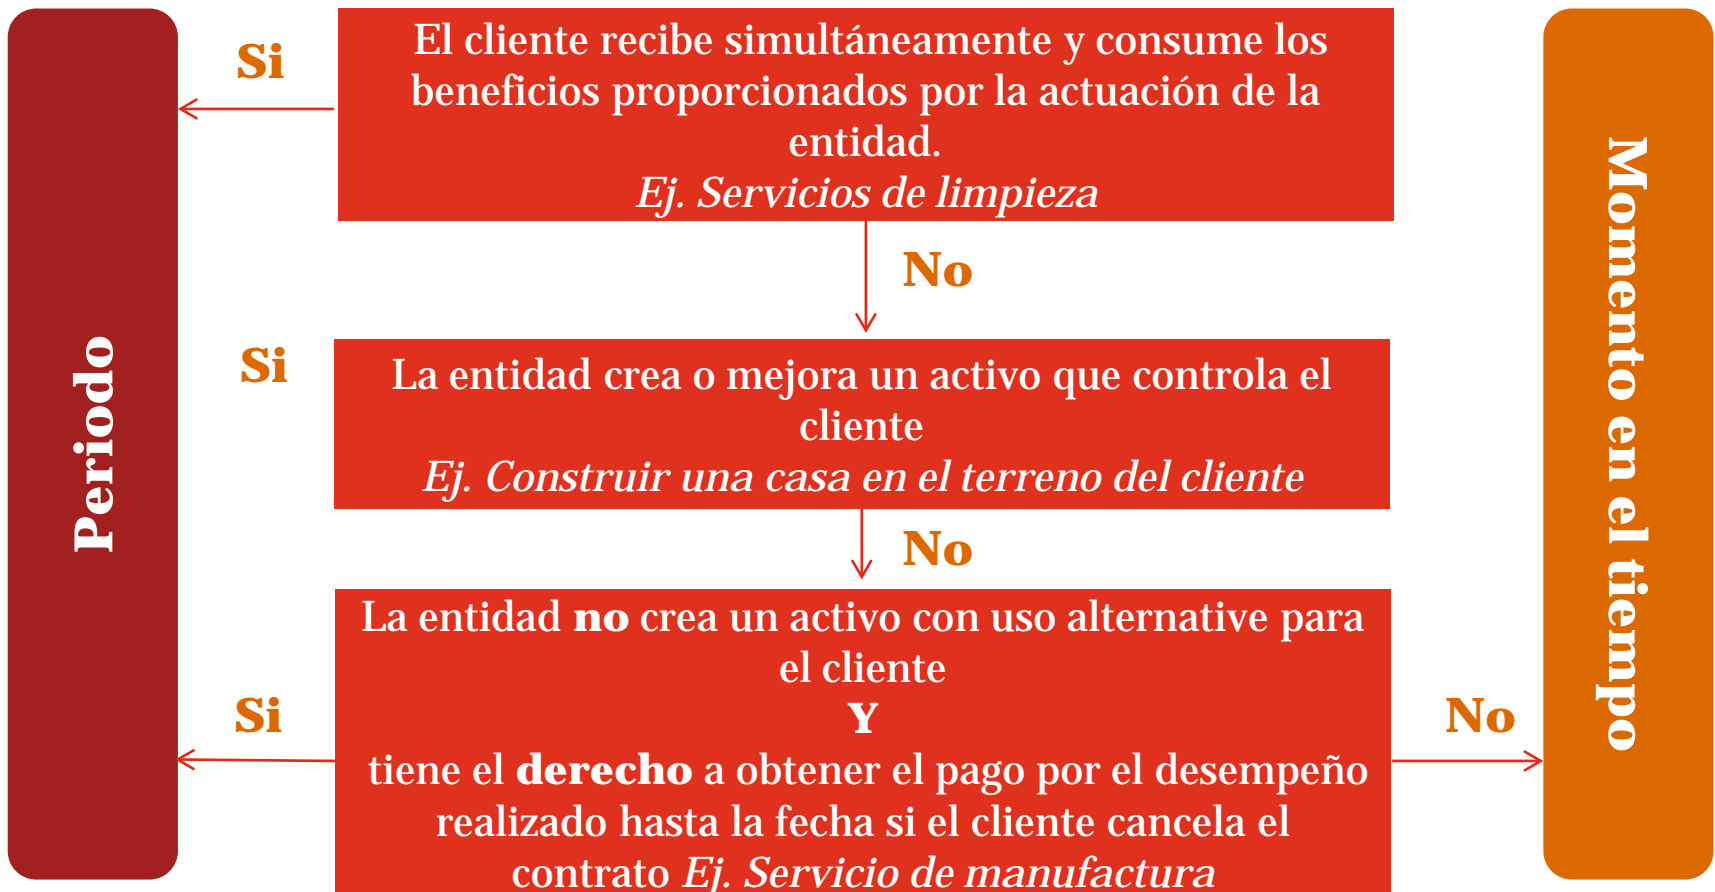 Periodo
Si
El cliente recibe simultáneamente y consume los
beneficios proporcionados por la actuación de la
entidad.
Ej. Servicios de limpieza
No
Si
La entidad crea o mejora un activo que controla el
cliente
Ej. Construir una casa en el terreno del cliente
No
La entidad no crea un activo con uso alternative para
el cliente
Y
tiene el derecho a obtener el pago por el desempeño
realizado hasta la fecha si el cliente cancela el
contrato Ej. Servicio de manufactura
Si
No
Momento en el tiempo